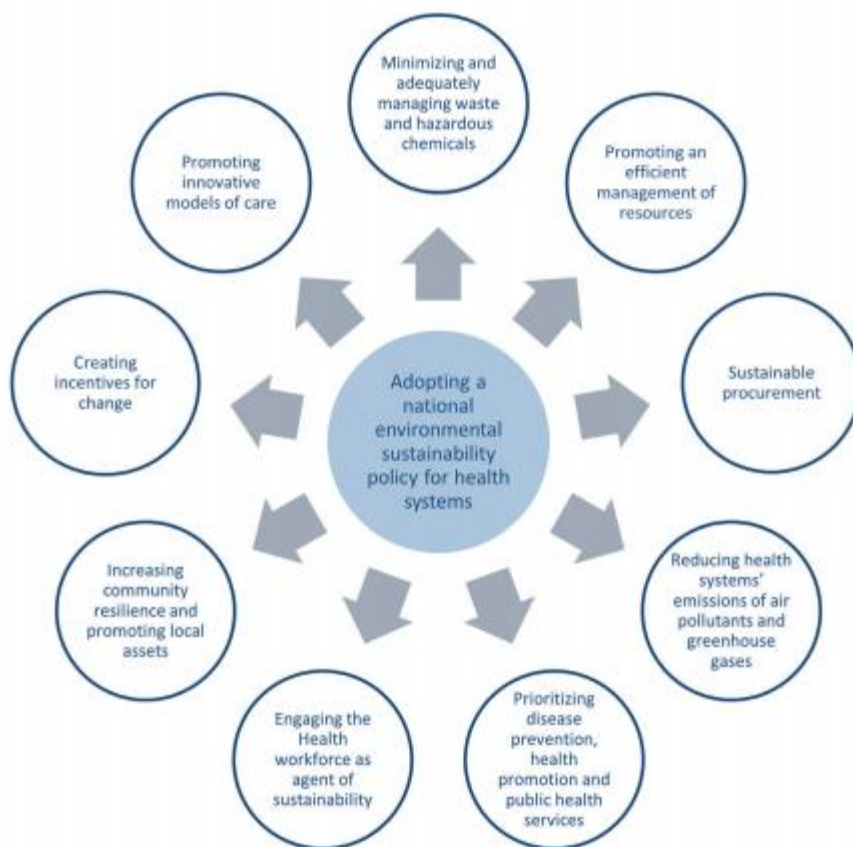 Minimizing and
adequately
managing waste
and hazardous
chemicals
Promoting an
efficient
management of
resources
Sustainable
procurement
Reducing health
systems'
emissions of air
pollutants and
greenhouse
gases
Prioritizing
disease
prevention,
health
promotion and
public health
services
Engaging the
Health
workforce as
agent of
sustainability
Increasing
community
resilience and
promoting local
assets
Creating
incentives for
change
Promoting
innovative
models of care
Adopting a
national
environmental
sustainability
policy for health
systems